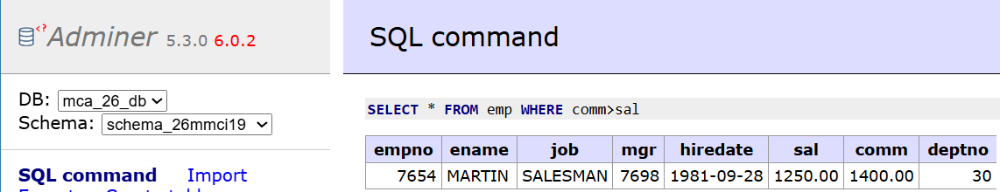 Adminer 5.3.0 6.0.2
SQL command
DB: mca_26_db
Schema: schema_26mmci19
SQL command Import
SELECT * FROM emp WHERE comm>sal
empno ename job mgr hiredate sal comm deptno
7654 MARTIN SALESMAN 7698 1981-09-28 1250.00 1400.00 30